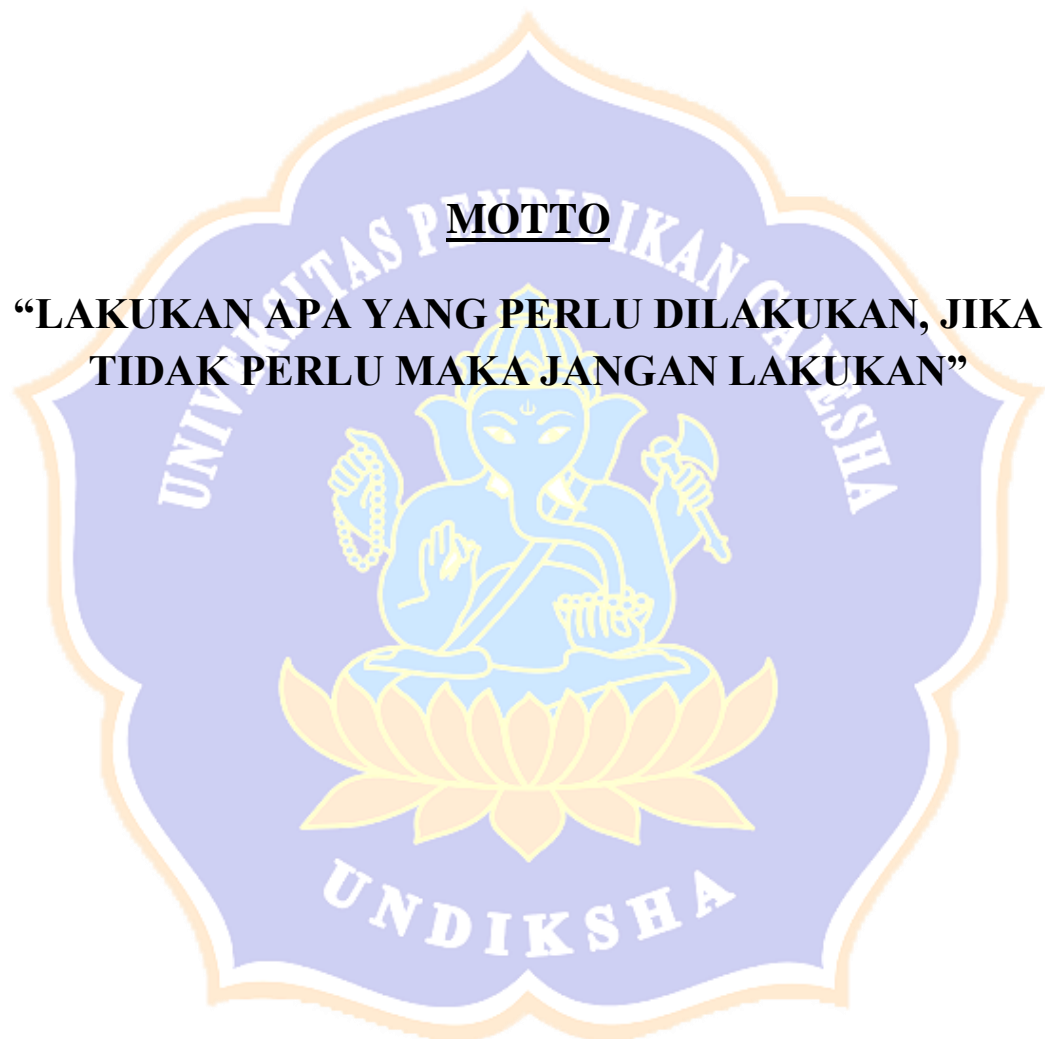 MOTTO
UNIVERSITAS PENDIDIKAN GANESHA
“LAKUKAN APA YANG PERLU DILAKUKAN, JIKA
TIDAK PERLU MAKA JANGAN LAKUKAN”
UNDIKSHA